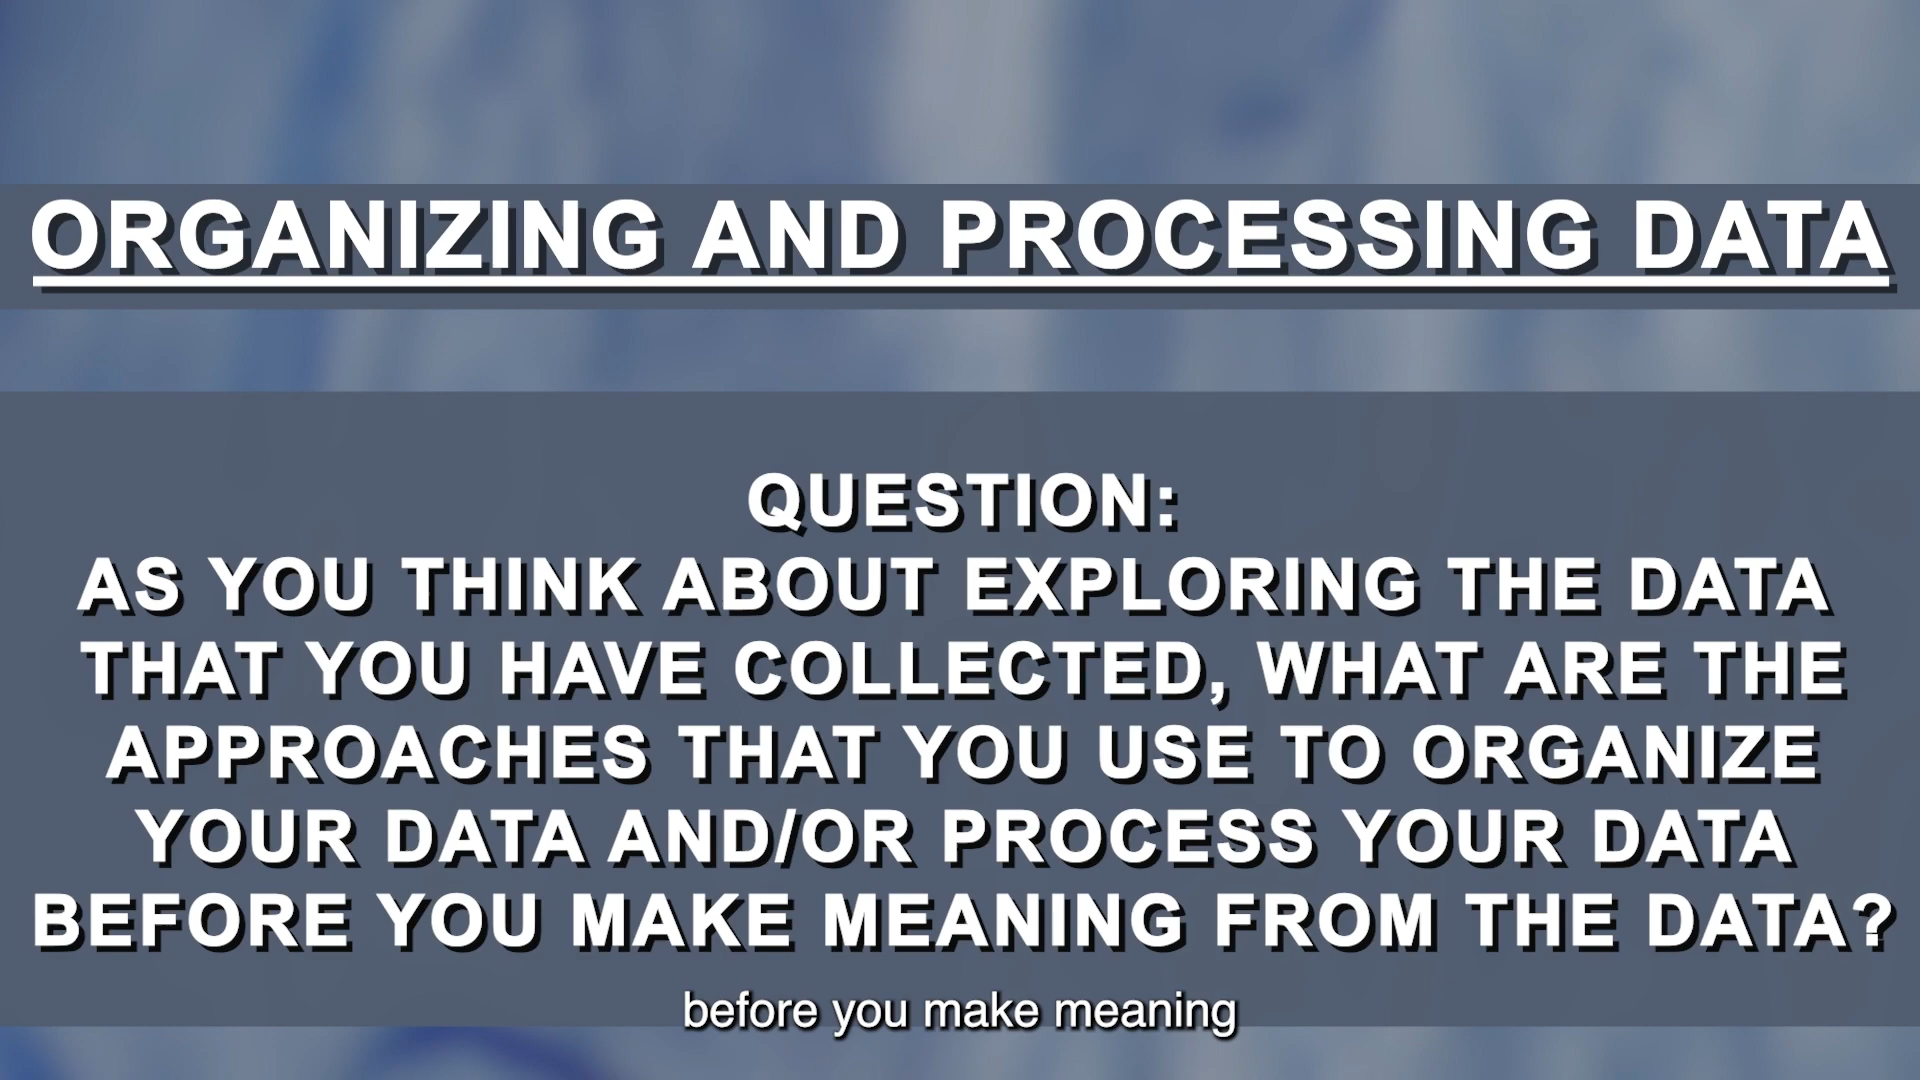 ORGANIZING AND PROCESSING DATA
QUESTION:
AS YOU THINK ABOUT EXPLORING THE DATA
THAT YOU HAVE COLLECTED, WHAT ARE THE
APPROACHES THAT YOU USE TO ORGANIZE
YOUR DATA AND/OR PROCESS YOUR DATA
BEFORE YOU MAKE MEANING FROM THE DATA?
before you make meaning